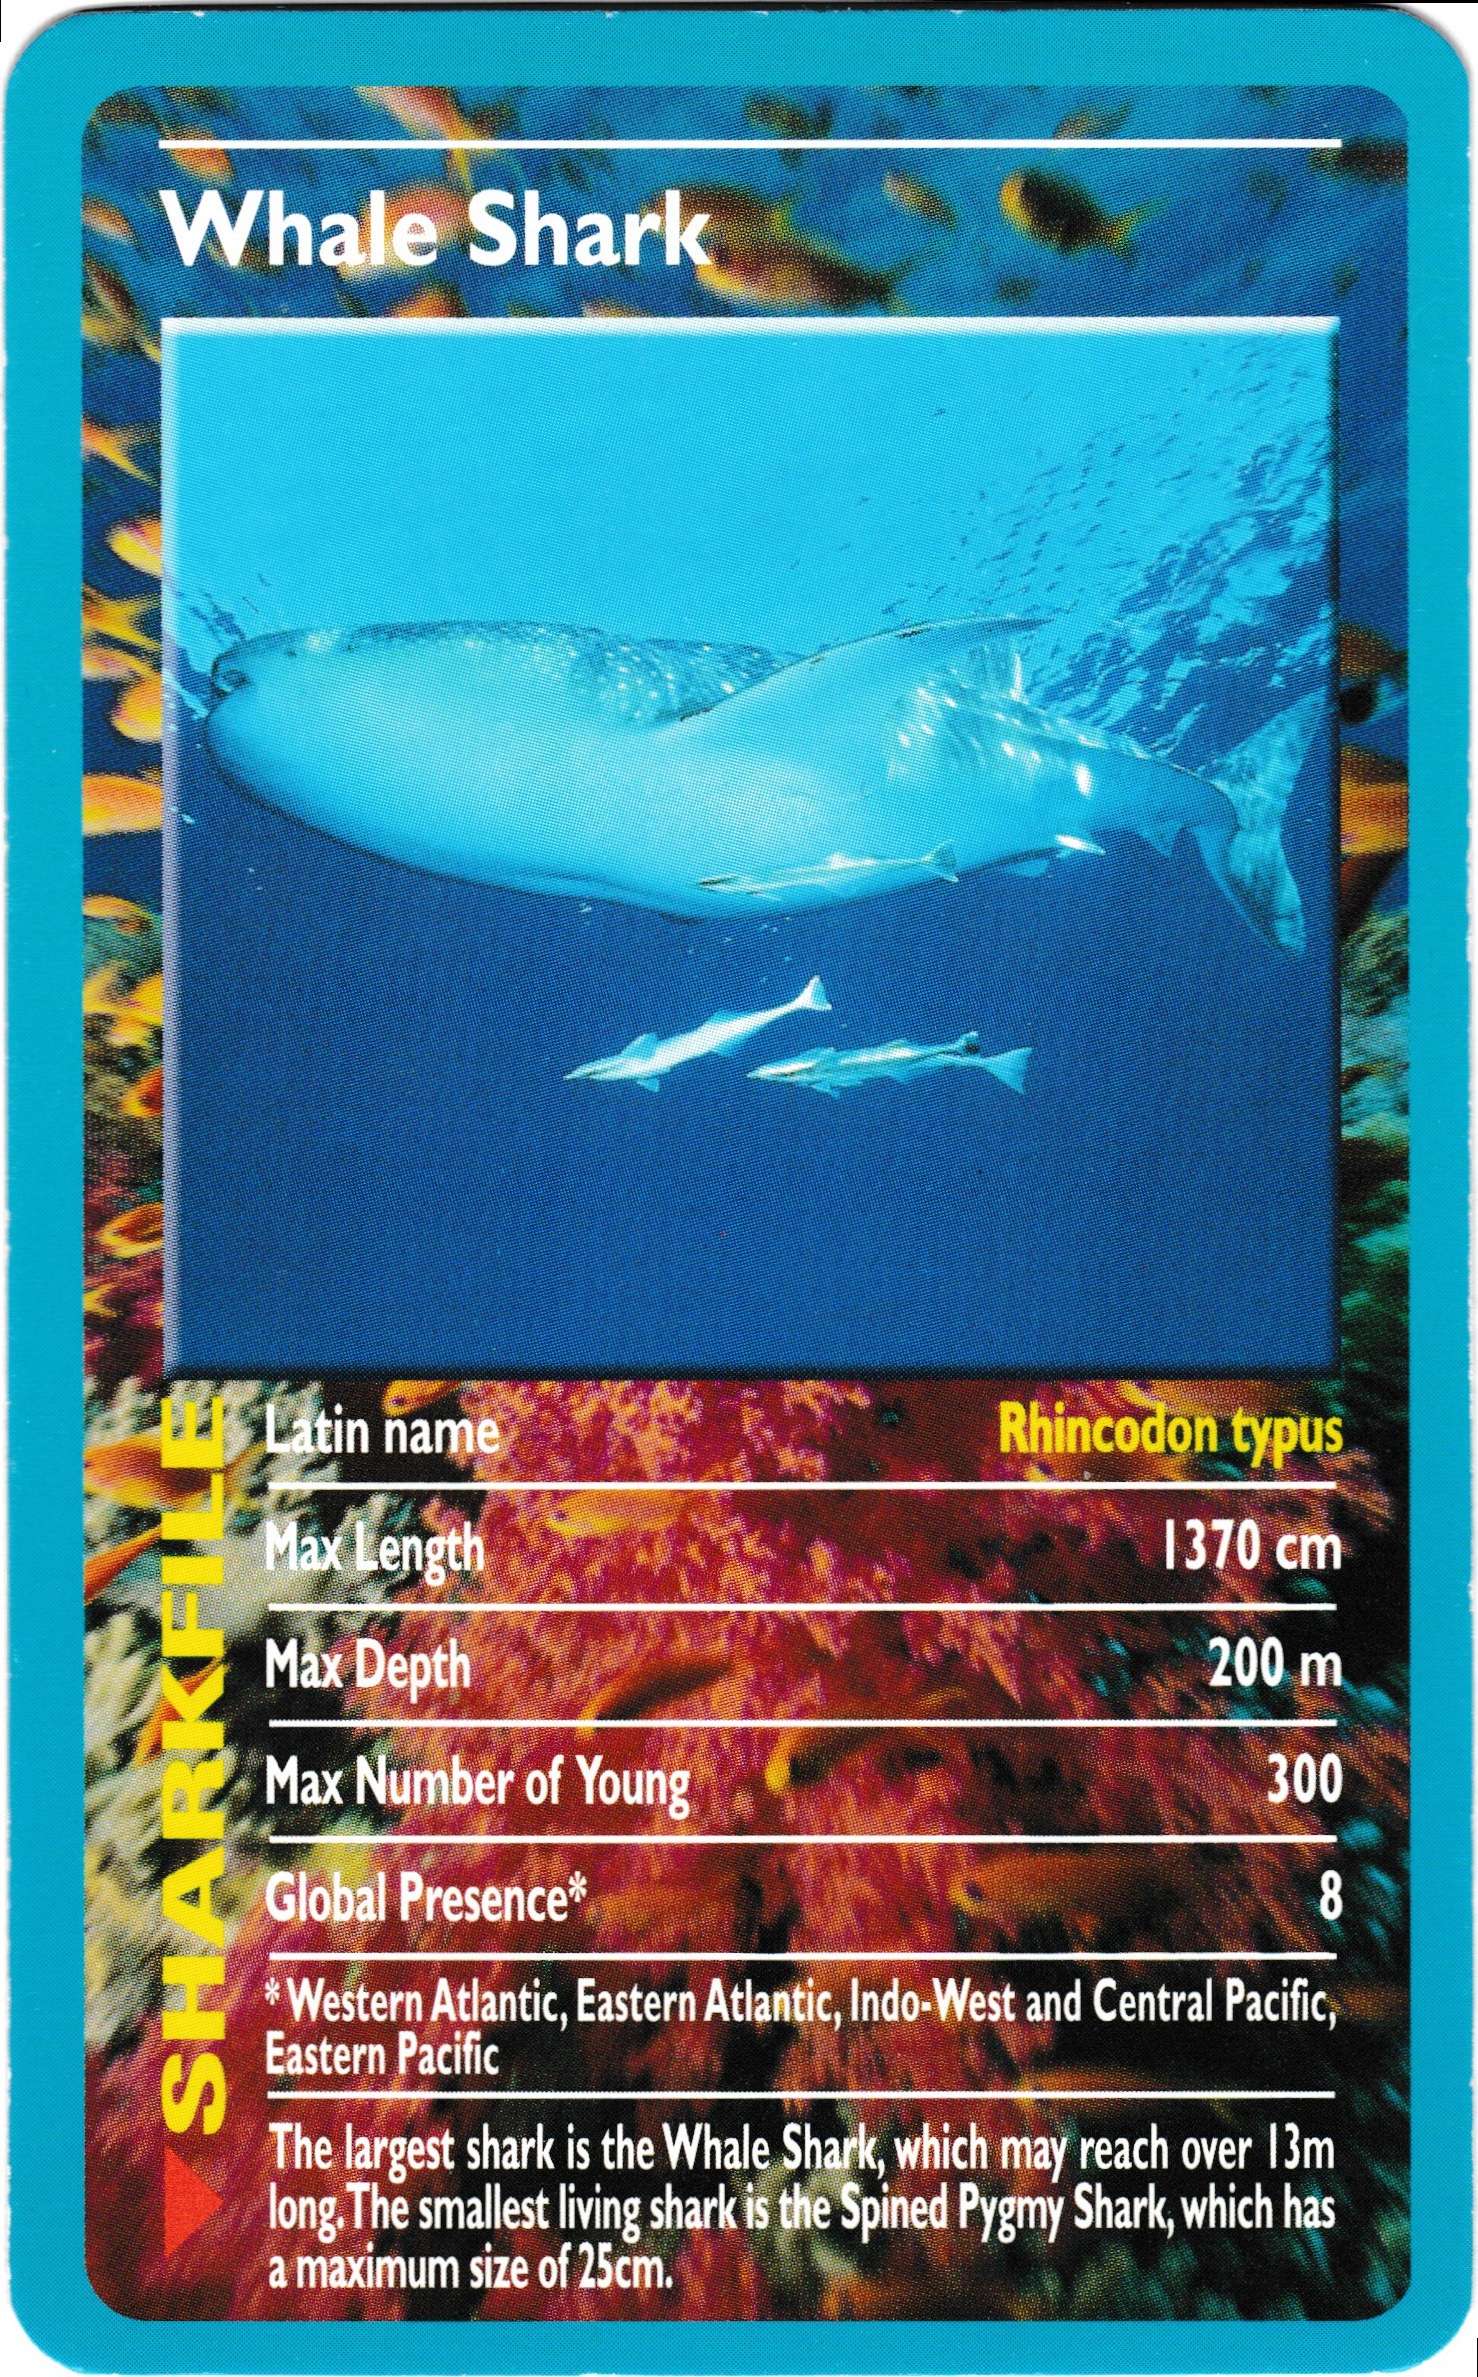 Whale Shark
SHARKFILE
Latin name Rhincodon typus
Max Length 1370 cm
Max Depth 200 m
Max Number of Young 300
Global Presence* 8
* Western Atlantic, Eastern Atlantic, Indo-West and Central Pacific,
Eastern Pacific
The largest shark is the Whale Shark, which may reach over 13m
long. The smallest living shark is the Spined Pygmy Shark, which has
a maximum size of 25cm.